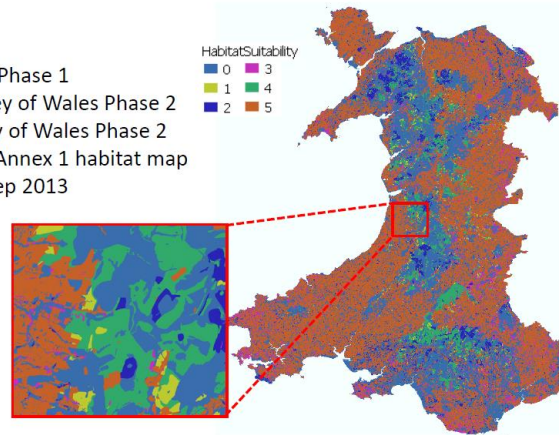 Phase 1
ey of Wales Phase 2
y of Wales Phase 2
Annex 1 habitat map
ep 2013
HabitatSuitability
0 3
1 4
2 5